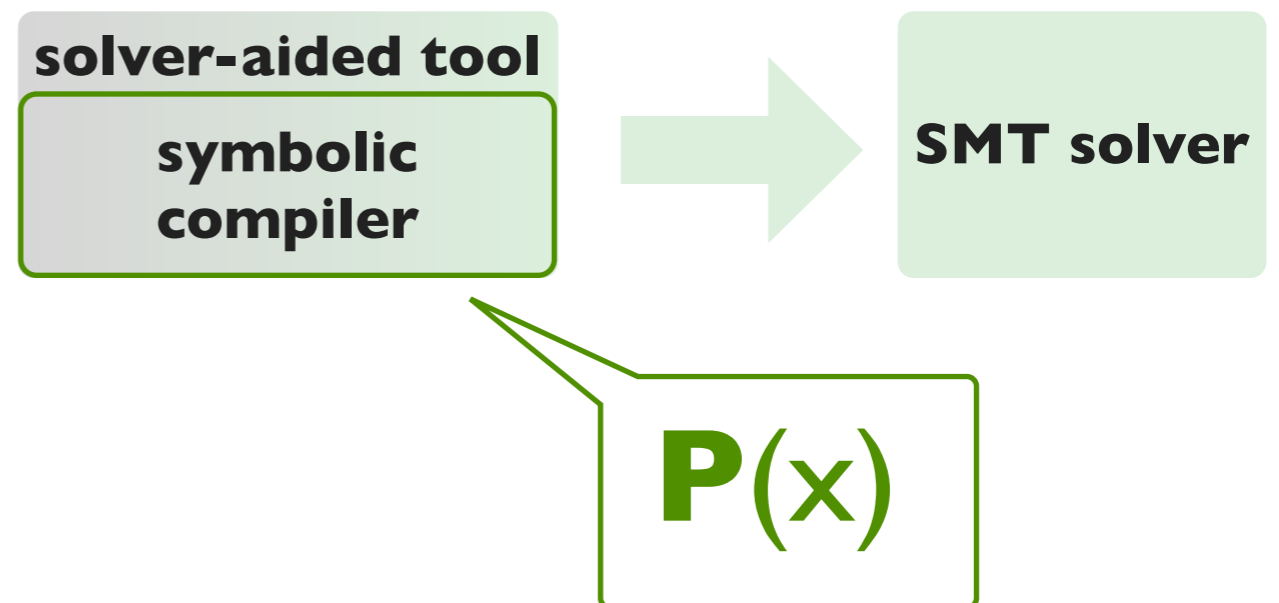 solver-aided tool
symbolic
compiler
SMT solver
P(x)